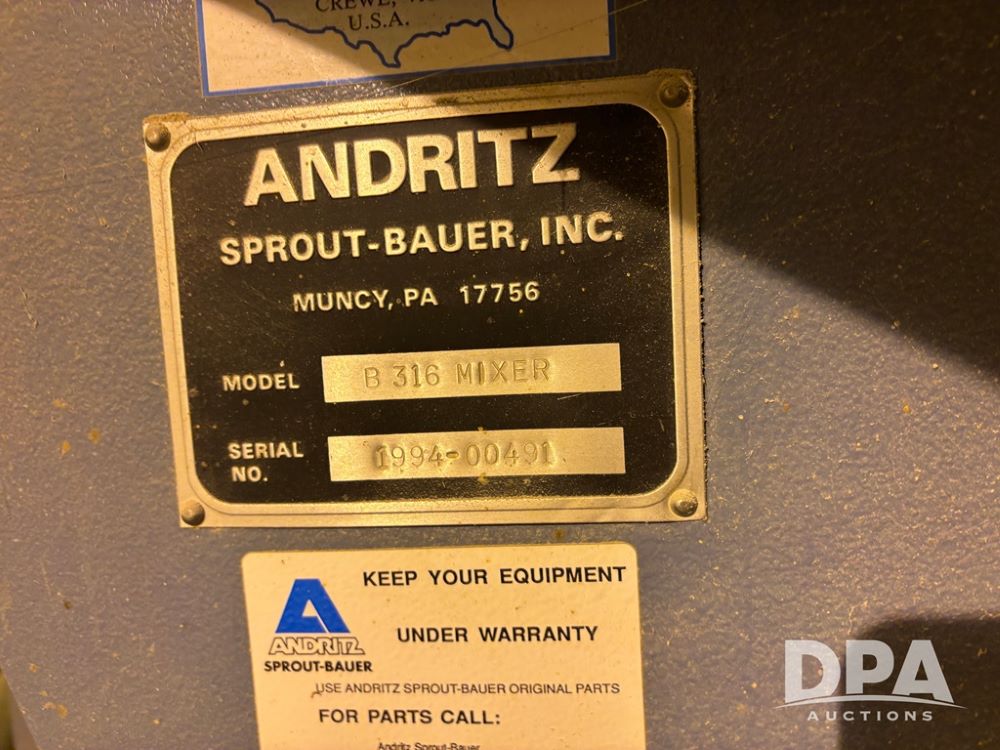 CREWE,
U.S.A.
ANDRITZ
SPROUT-BAUER, INC.
MUNCY, PA 17756
MODEL B 316 MIXER
SERIAL NO. 1994-00491
KEEP YOUR EQUIPMENT
UNDER WARRANTY
ANDRITZ
SPROUT-BAUER
USE ANDRITZ SPROUT-BAUER ORIGINAL PARTS
FOR PARTS CALL:
Andritz Sprout-Bauer
DPA
AUCTIONS